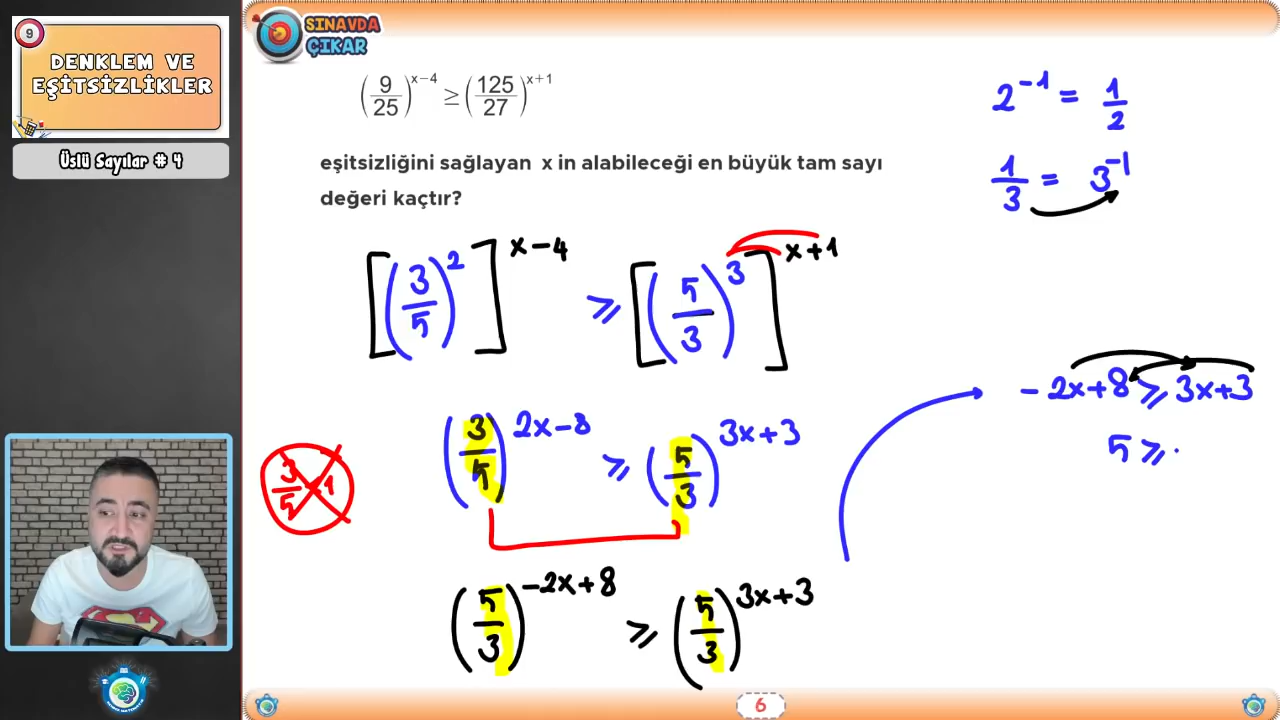 9
DENKLEM VE
EŞİTSİZLİKLER
Üslü Sayılar # 4
SINAVDA
ÇIKAR
(9/25)^(x−4) ≥ (125/27)^(x+1)
eşitsizliğini sağlayan x in alabileceği en büyük tam sayı
değeri kaçtır?
[(3/5)^2]^(x−4) ≥ [(5/3)^3]^(x+1)
(3/5)^(2x−8) ≥ (5/3)^(3x+3)
3/5 1
(5/3)^(−2x+8) ≥ (5/3)^(3x+3)
2^(−1) = 1/2
1/3 = 3^(−1)
−2x+8 ≥ 3x+3
5 ≥
6